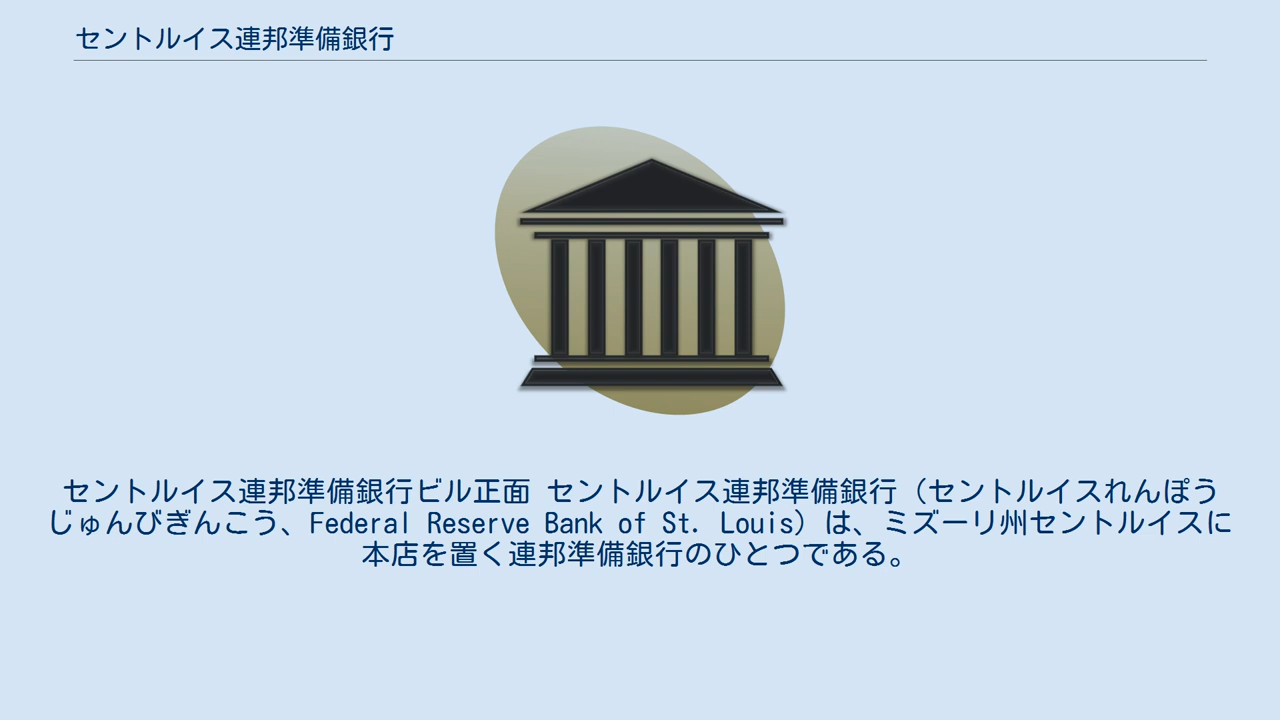 セントルイス連邦準備銀行
セントルイス連邦準備銀行ビル正面 セントルイス連邦準備銀行（セントルイスれんぽう
じゅんびぎんこう、Federal Reserve Bank of St. Louis）は、ミズーリ州セントルイスに
本店を置く連邦準備銀行のひとつである。